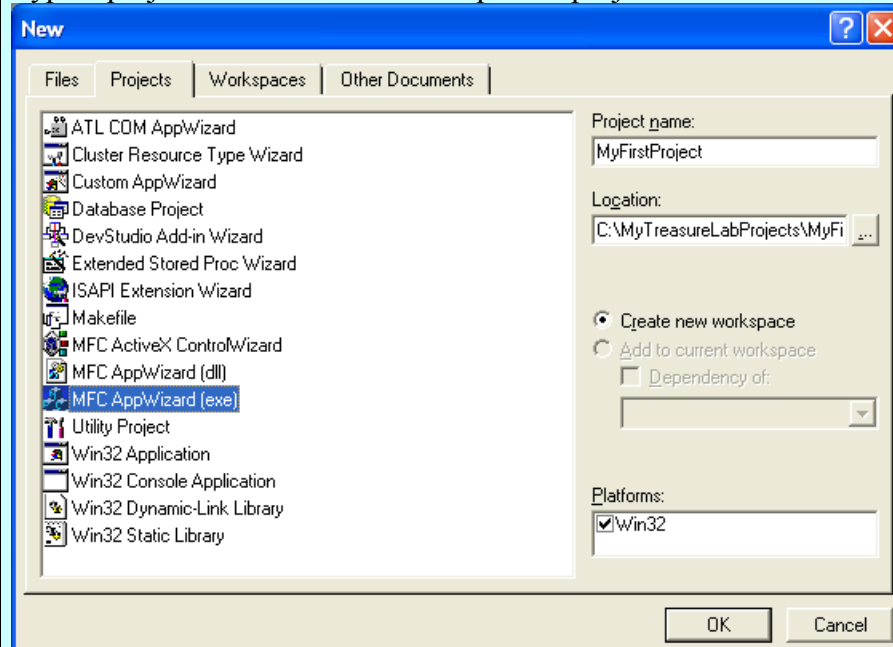 New
Files Projects Workspaces Other Documents
ATL COM AppWizard
Cluster Resource Type Wizard
Custom AppWizard
Database Project
DevStudio Add-in Wizard
Extended Stored Proc Wizard
ISAPI Extension Wizard
Makefile
MFC ActiveX ControlWizard
MFC AppWizard (dll)
MFC AppWizard (exe)
Utility Project
Win32 Application
Win32 Console Application
Win32 Dynamic-Link Library
Win32 Static Library
Project name:
MyFirstProject
Location:
C:\MyTreasureLabProjects\MyFi ...
Create new workspace
Add to current workspace
Dependency of:
Platforms:
Win32
OK Cancel